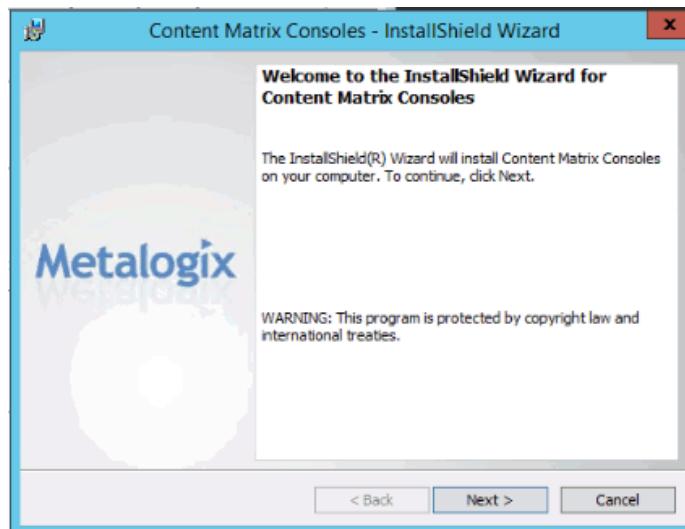 Content Matrix Consoles - InstallShield Wizard
x
Welcome to the InstallShield Wizard for
Content Matrix Consoles
The InstallShield(R) Wizard will install Content Matrix Consoles
on your computer. To continue, click Next.
Metalogix
WARNING: This program is protected by copyright law and
international treaties.
< Back
Next >
Cancel